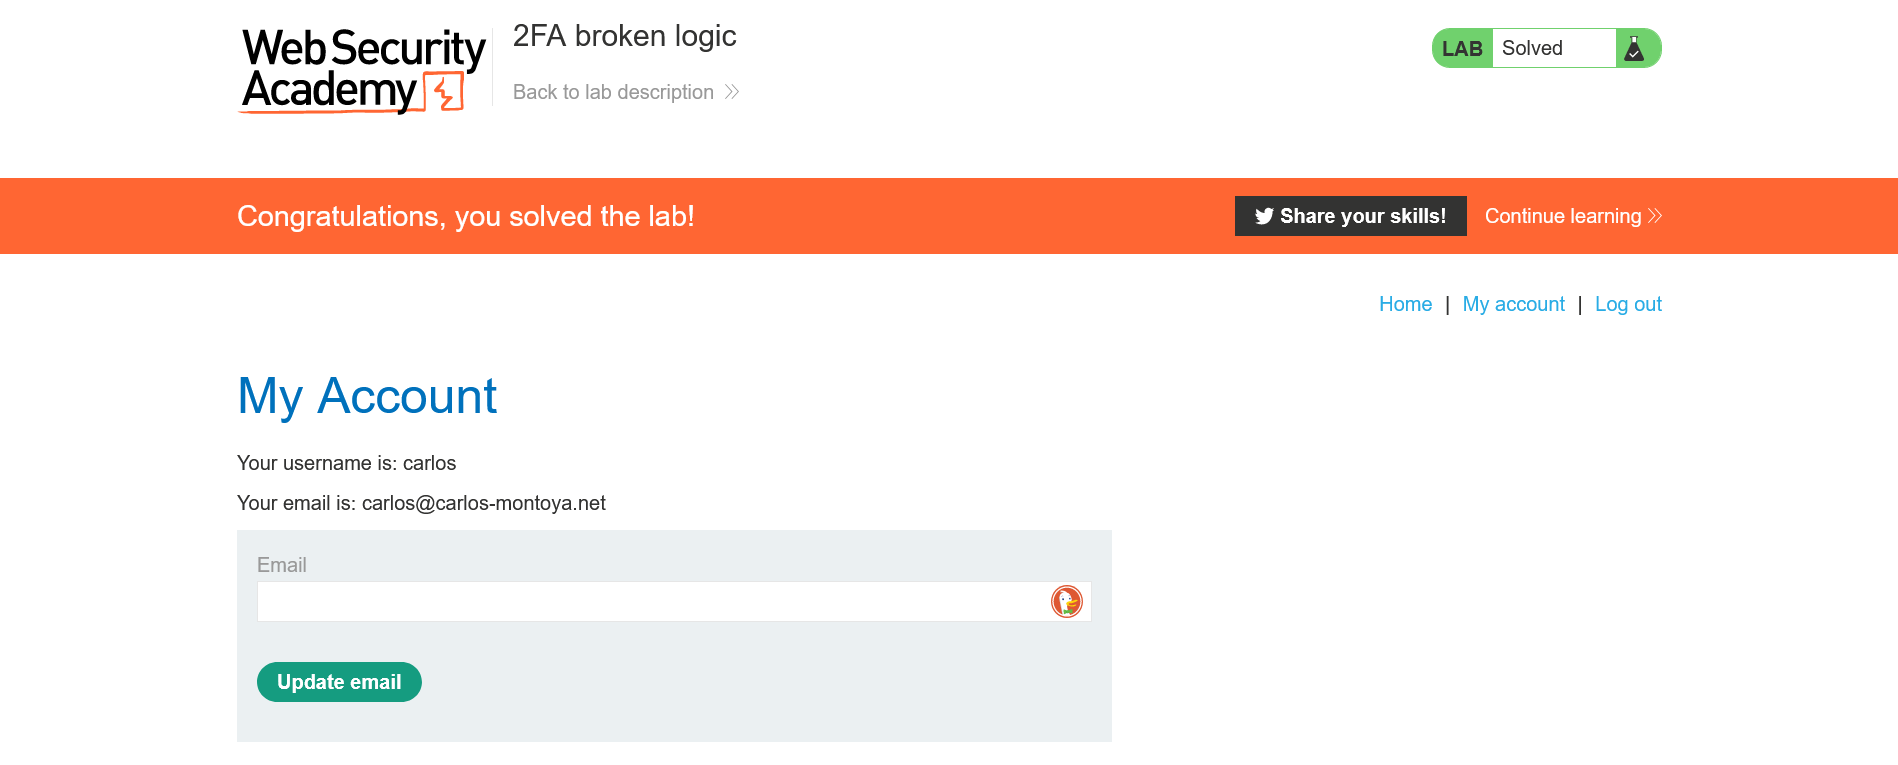 Web Security
Academy
2FA broken logic
Back to lab description
LAB Solved
Congratulations, you solved the lab!
Share your skills!
Continue learning
Home | My account | Log out
My Account
Your username is: carlos
Your email is: carlos@carlos-montoya.net
Email
Update email